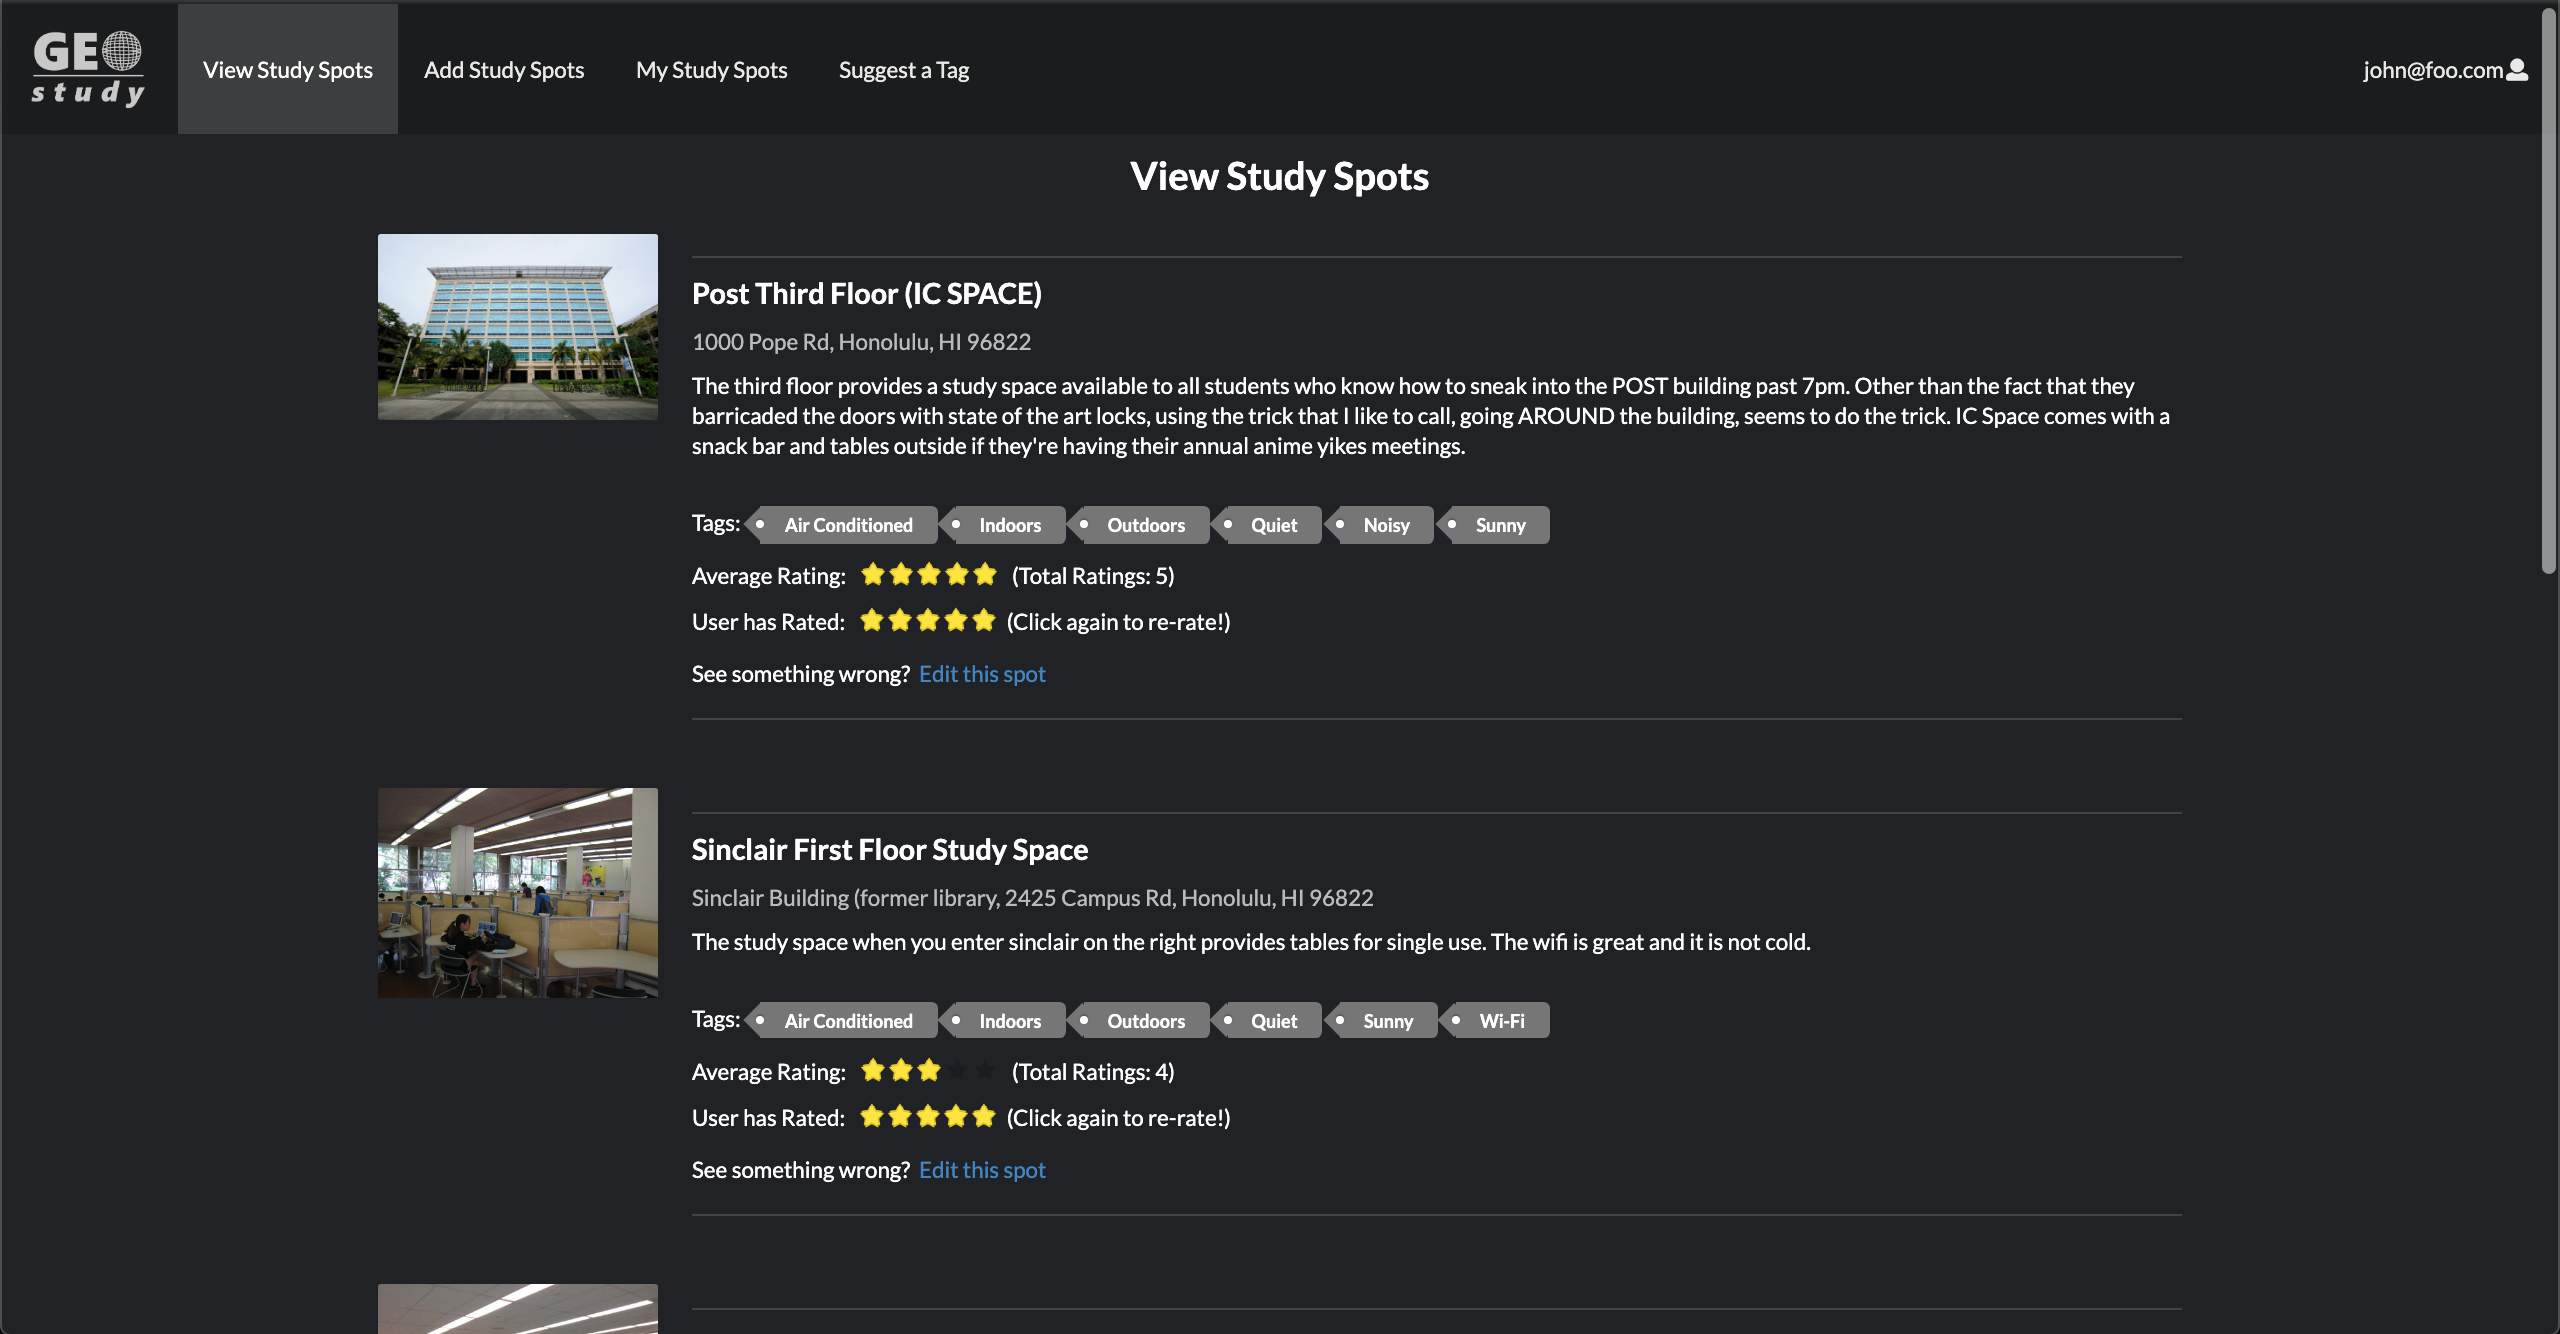 GEO
study
View Study Spots
Add Study Spots
My Study Spots
Suggest a Tag
john@foo.com
View Study Spots
Post Third Floor (IC SPACE)
1000 Pope Rd, Honolulu, HI 96822
The third floor provides a study space available to all students who know how to sneak into the POST building past 7pm. Other than the fact that they
barricaded the doors with state of the art locks, using the trick that I like to call, going AROUND the building, seems to do the trick. IC Space comes with a
snack bar and tables outside if they're having their annual anime yikes meetings.
Tags: Air Conditioned Indoors Outdoors Quiet Noisy Sunny
Average Rating: (Total Ratings: 5)
User has Rated: (Click again to re-rate!)
See something wrong? Edit this spot
Sinclair First Floor Study Space
Sinclair Building (former library, 2425 Campus Rd, Honolulu, HI 96822
The study space when you enter sinclair on the right provides tables for single use. The wifi is great and it is not cold.
Tags: Air Conditioned Indoors Outdoors Quiet Sunny Wi-Fi
Average Rating: (Total Ratings: 4)
User has Rated: (Click again to re-rate!)
See something wrong? Edit this spot